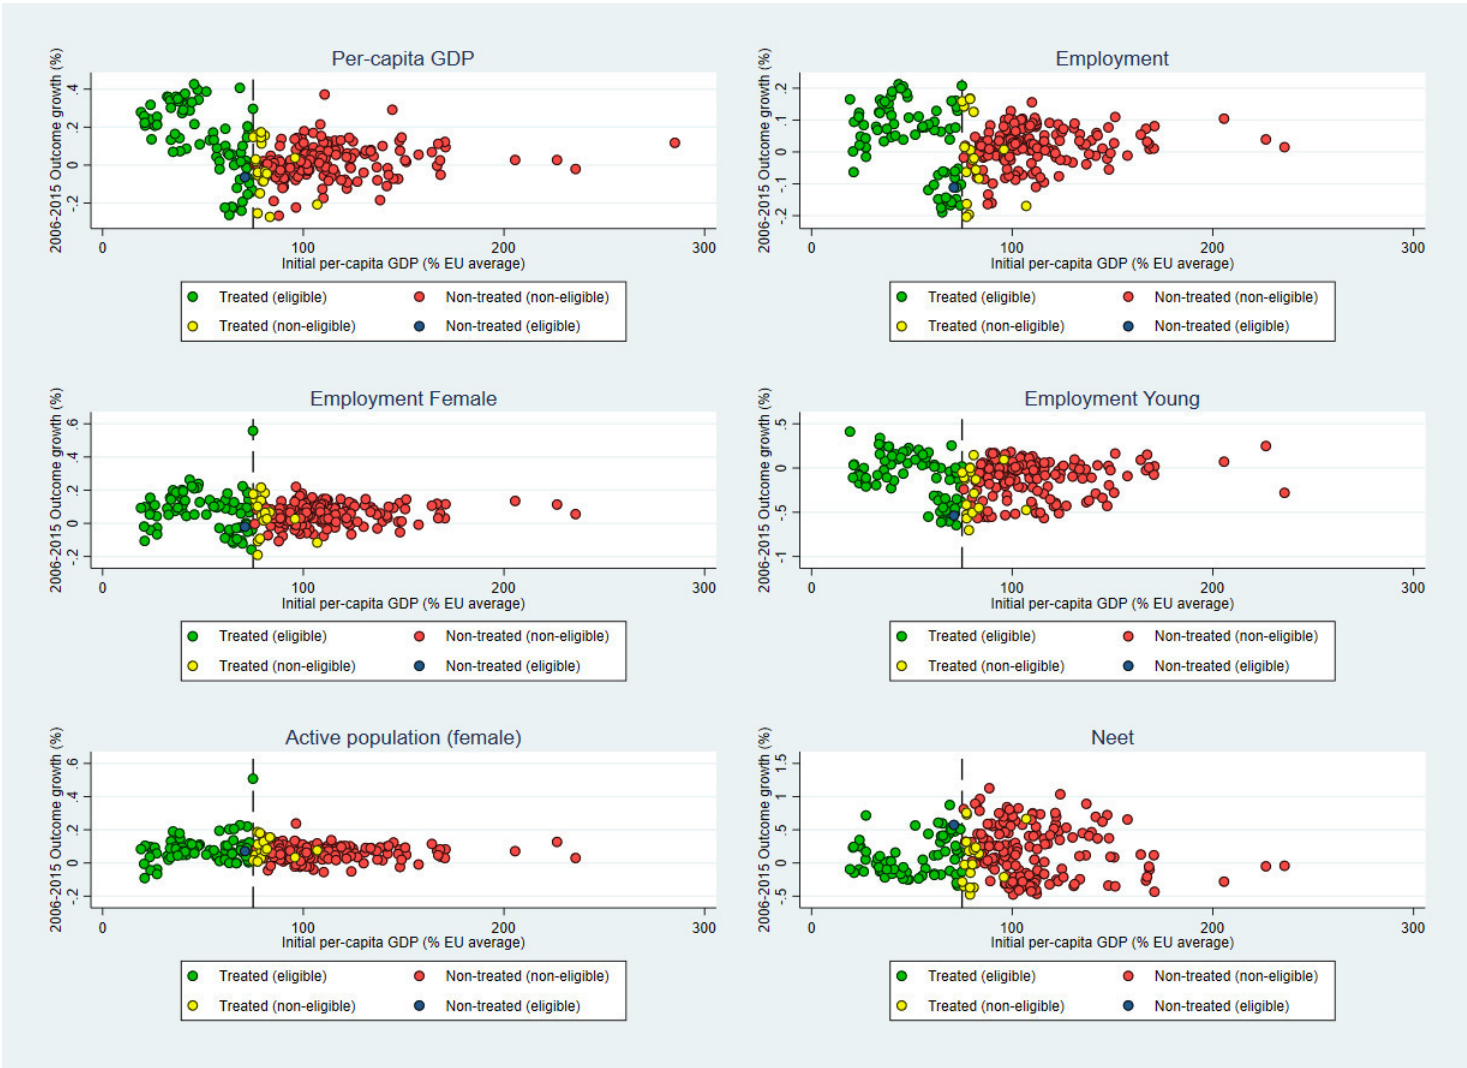 Per-capita GDP
2006-2015 Outcome growth (%)
.4
.2
0
-.2
0 100 200 300
Initial per-capita GDP (% EU average)
Treated (eligible) Non-treated (non-eligible)
Treated (non-eligible) Non-treated (eligible)
Employment
2006-2015 Outcome growth (%)
.2
.1
0
-.1
-.2
0 100 200 300
Initial per-capita GDP (% EU average)
Treated (eligible) Non-treated (non-eligible)
Treated (non-eligible) Non-treated (eligible)
Employment Female
2006-2015 Outcome growth (%)
.6
.4
.2
0
-.2
0 100 200 300
Initial per-capita GDP (% EU average)
Treated (eligible) Non-treated (non-eligible)
Treated (non-eligible) Non-treated (eligible)
Employment Young
2006-2015 Outcome growth (%)
.5
0
-.5
-1
0 100 200 300
Initial per-capita GDP (% EU average)
Treated (eligible) Non-treated (non-eligible)
Treated (non-eligible) Non-treated (eligible)
Active population (female)
2006-2015 Outcome growth (%)
.6
.4
.2
0
-.2
0 100 200 300
Initial per-capita GDP (% EU average)
Treated (eligible) Non-treated (non-eligible)
Treated (non-eligible) Non-treated (eligible)
Neet
2006-2015 Outcome growth (%)
1.5
1
.5
0
-.5
0 100 200 300
Initial per-capita GDP (% EU average)
Treated (eligible) Non-treated (non-eligible)
Treated (non-eligible) Non-treated (eligible)